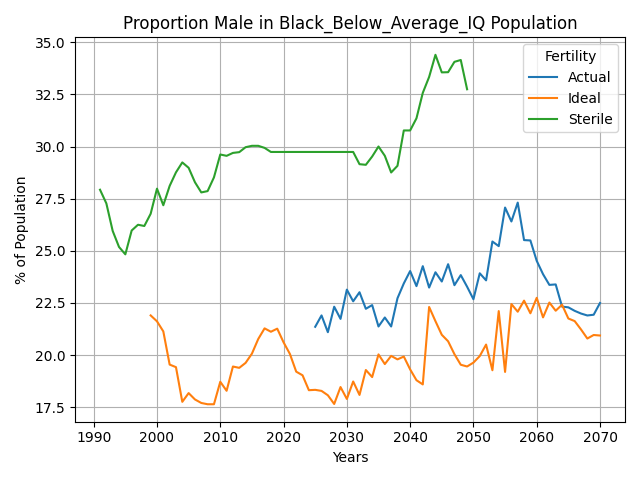 Proportion Male in Black_Below_Average_IQ Population
Fertility
Actual
Ideal
Sterile
% of Population
35.0
32.5
30.0
27.5
25.0
22.5
20.0
17.5
1990 2000 2010 2020 2030 2040 2050 2060 2070
Years